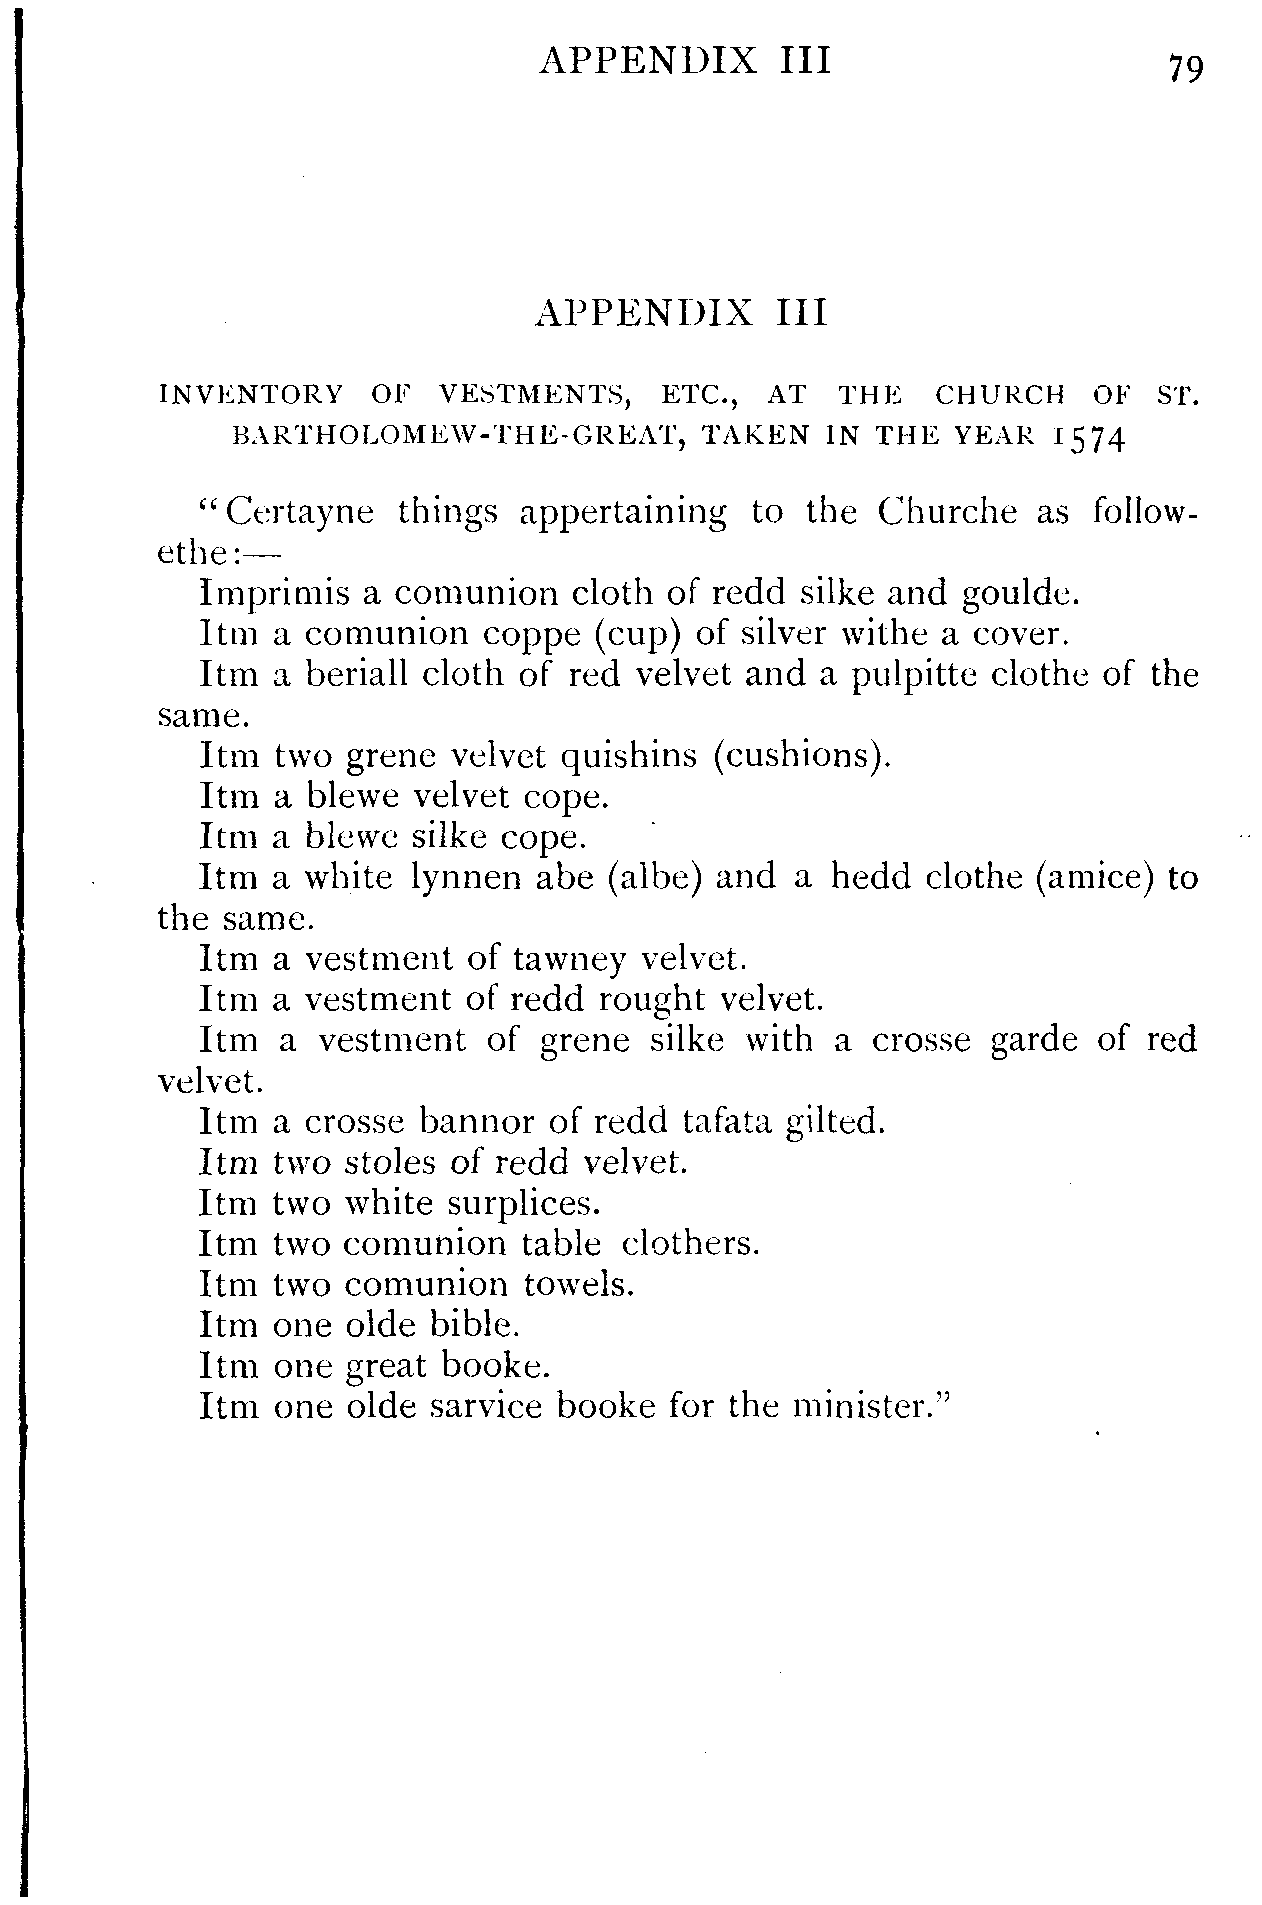 APPENDIX III 79
APPENDIX III
INVENTORY OF VESTMENTS, ETC., AT THE CHURCH OF ST.
BARTHOLOMEW-THE-GREAT, TAKEN IN THE YEAR 1574
“Certayne things appertaining to the Churche as follow-
ethe:—
Imprimis a comunion cloth of redd silke and goulde.
Itm a comunion coppe (cup) of silver withe a cover.
Itm a beriall cloth of red velvet and a pulpitte clothe of the
same.
Itm two grene velvet quishins (cushions).
Itm a blewe velvet cope.
Itm a blewe silke cope.
Itm a white lynnen abe (albe) and a hedd clothe (amice) to
the same.
Itm a vestment of tawney velvet.
Itm a vestment of redd rought velvet.
Itm a vestment of grene silke with a crosse garde of red
velvet.
Itm a crosse bannor of redd tafata gilted.
Itm two stoles of redd velvet.
Itm two white surplices.
Itm two comunion table clothers.
Itm two comunion towels.
Itm one olde bible.
Itm one great booke.
Itm one olde sarvice booke for the minister.”